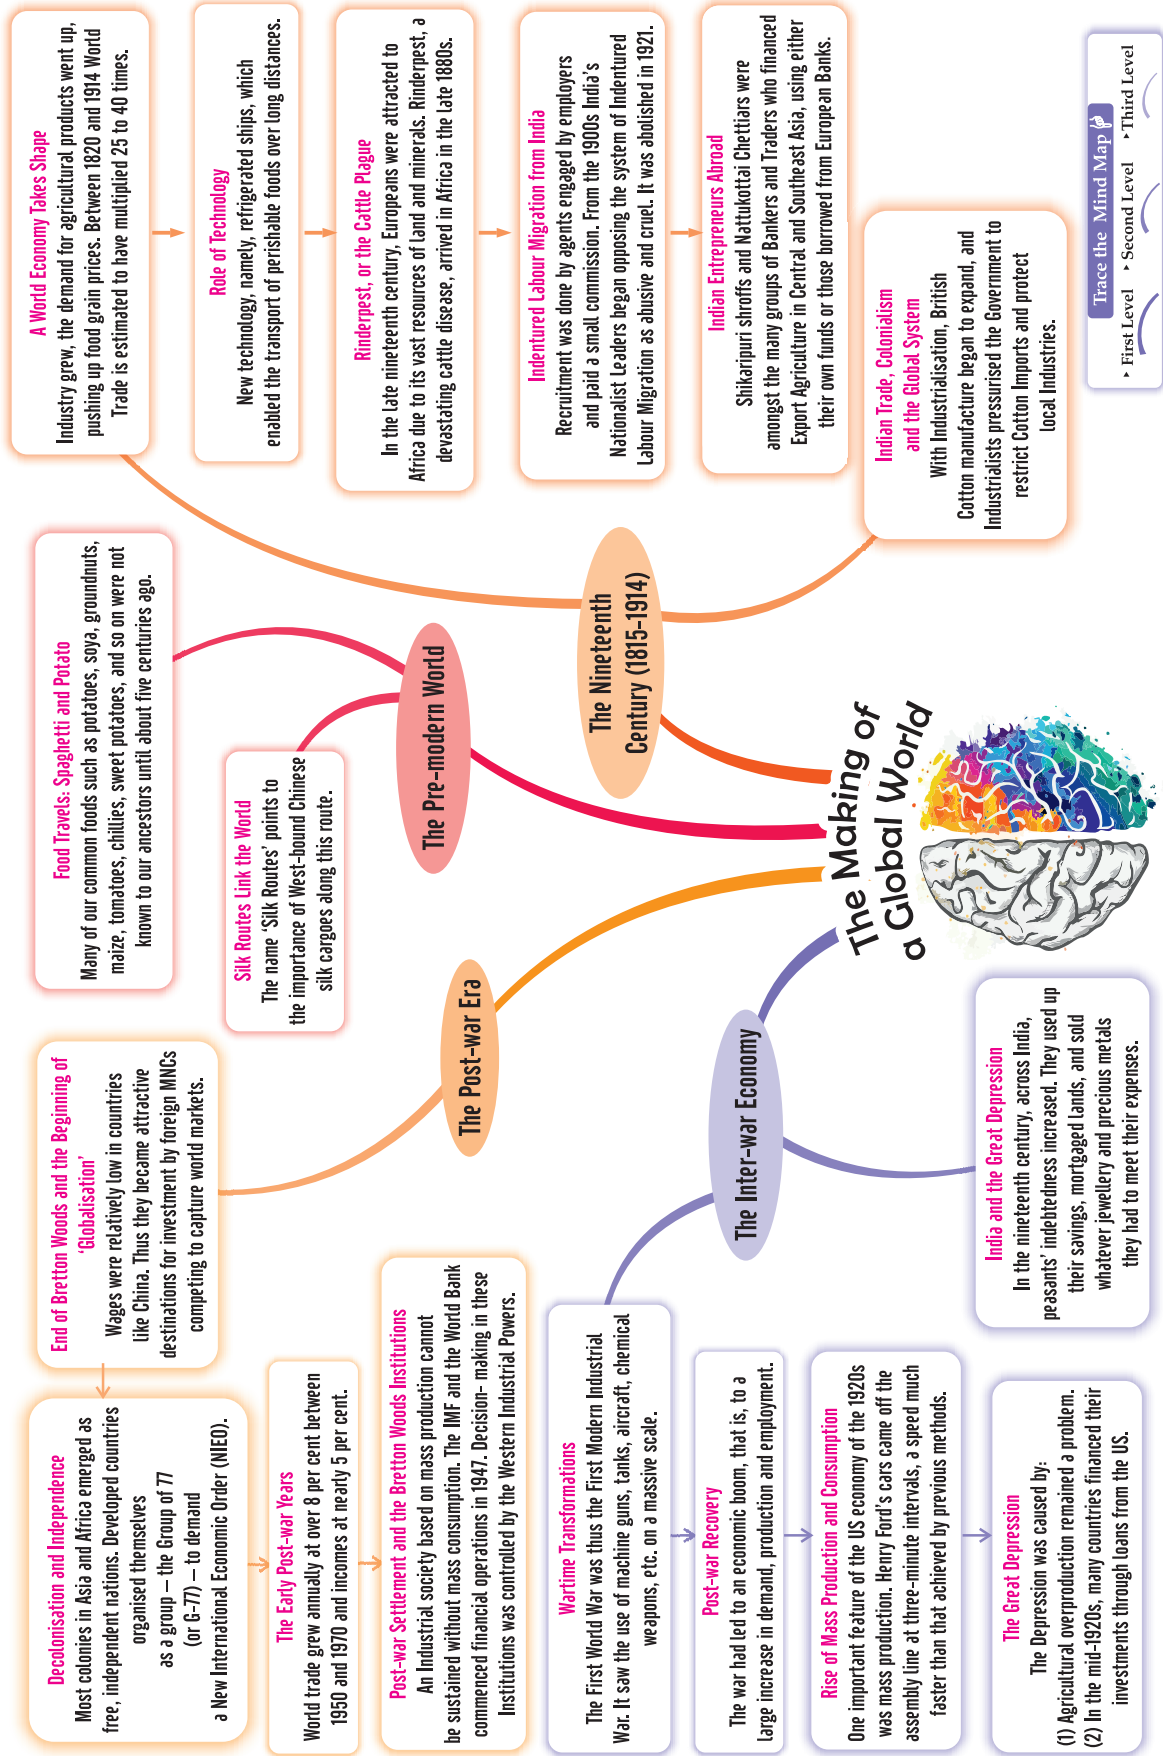 The Making of
a Global World
The Pre-modern World
Food Travels: Spaghetti and Potato
Many of our common foods such as potatoes, soya, groundnuts,
maize, tomatoes, chillies, sweet potatoes, and so on were not
known to our ancestors until about five centuries ago.
Silk Routes Link the World
The name ‘Silk Routes’ points to
the importance of West-bound Chinese
silk cargoes along this route.
The Nineteenth
Century (1815-1914)
A World Economy Takes Shape
Industry grew, the demand for agricultural products went up,
pushing up food grain prices. Between 1820 and 1914 World
Trade is estimated to have multiplied 25 to 40 times.
Role of Technology
New technology, namely, refrigerated ships, which
enabled the transport of perishable foods over long distances.
Rinderpest, or the Cattle Plague
In the late nineteenth century, Europeans were attracted to
Africa due to its vast resources of land and minerals. Rinderpest, a
devastating cattle disease, arrived in Africa in the late 1880s.
Indentured Labour Migration from India
Recruitment was done by agents engaged by employers
and paid a small commission. From the 1900s India’s
Nationalist Leaders began opposing the system of Indentured
Labour Migration as abusive and cruel. It was abolished in 1921.
Indian Entrepreneurs Abroad
Shikaripuri shroffs and Nattukottai Chettiars were
amongst the many groups of Bankers and Traders who financed
Export Agriculture in Central and Southeast Asia, using either
their own funds or those borrowed from European Banks.
Indian Trade, Colonialism
and the Global System
With Industrialisation, British
Cotton manufacture began to expand, and
Industrialists pressurised the Government to
restrict Cotton Imports and protect
local Industries.
The Post-war Era
End of Bretton Woods and the Beginning of
‘Globalisation’
Wages were relatively low in countries
like China. Thus they became attractive
destinations for investment by foreign MNCs
competing to capture world markets.
Decolonisation and Independence
Most colonies in Asia and Africa emerged as
free, independent nations. Developed countries
organised themselves
as a group — the Group of 77
(or G-77) — to demand
a New International Economic Order (NIEO).
The Early Post-war Years
World trade grew annually at over 8 per cent between
1950 and 1970 and incomes at nearly 5 per cent.
Post-war Settlement and the Bretton Woods Institutions
An Industrial society based on mass production cannot
be sustained without mass consumption. The IMF and the World Bank
commenced financial operations in 1947. Decision- making in these
Institutions was controlled by the Western Industrial Powers.
The Inter-war Economy
Wartime Transformations
The First World War was thus the First Modern Industrial
War. It saw the use of machine guns, tanks, aircraft, chemical
weapons, etc. on a massive scale.
Post-war Recovery
The war had led to an economic boom, that is, to a
large increase in demand, production and employment.
Rise of Mass Production and Consumption
One important feature of the US economy of the 1920s
was mass production. Henry Ford’s cars came off the
assembly line at three-minute intervals, a speed much
faster than that achieved by previous methods.
The Great Depression
The Depression was caused by:
(1) Agricultural overproduction remained a problem.
(2) In the mid-1920s, many countries financed their
investments through loans from the US.
India and the Great Depression
In the nineteenth century, across India,
peasants’ indebtedness increased. They used up
their savings, mortgaged lands, and sold
whatever jewellery and precious metals
they had to meet their expenses.
Trace the Mind Map
First Level
Second Level
Third Level